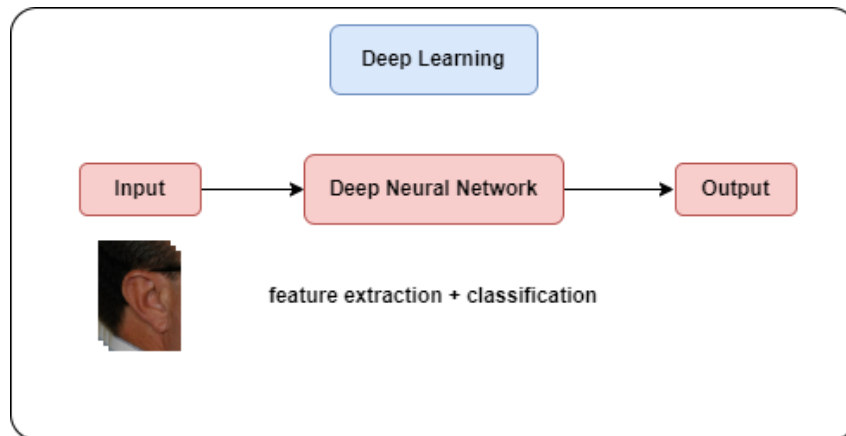 Deep Learning
Input
Deep Neural Network
Output
feature extraction + classification